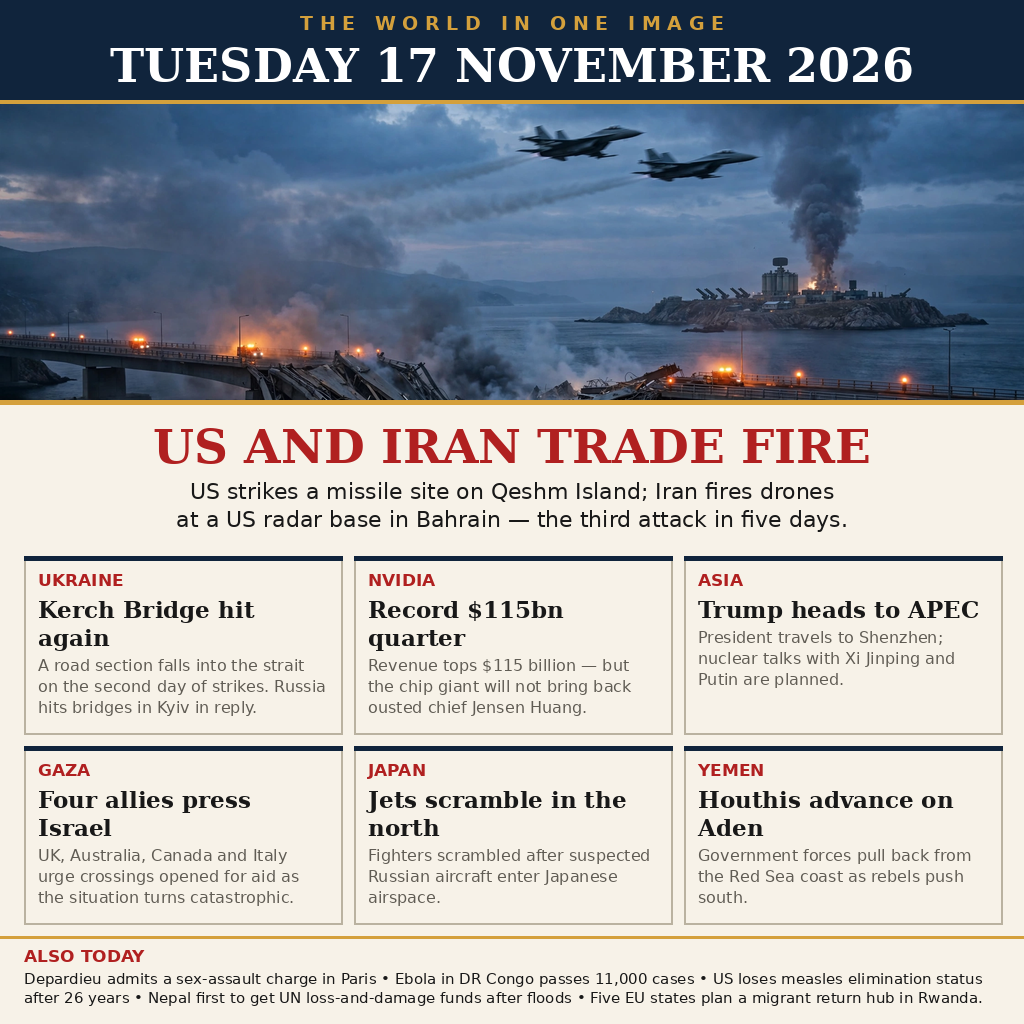 THE WORLD IN ONE IMAGE
TUESDAY 17 NOVEMBER 2026
US AND IRAN TRADE FIRE
US strikes a missile site on Qeshm Island; Iran fires drones
at a US radar base in Bahrain — the third attack in five days.
UKRAINE
Kerch Bridge hit
again
A road section falls into the strait
on the second day of strikes. Russia
hits bridges in Kyiv in reply.
NVIDIA
Record $115bn
quarter
Revenue tops $115 billion — but
the chip giant will not bring back
ousted chief Jensen Huang.
ASIA
Trump heads to APEC
President travels to Shenzhen;
nuclear talks with Xi Jinping and
Putin are planned.
GAZA
Four allies press
Israel
UK, Australia, Canada and Italy
urge crossings opened for aid as
the situation turns catastrophic.
JAPAN
Jets scramble in the
north
Fighters scrambled after suspected
Russian aircraft enter Japanese
airspace.
YEMEN
Houthis advance on
Aden
Government forces pull back from
the Red Sea coast as rebels push
south.
ALSO TODAY
Depardieu admits a sex-assault charge in Paris • Ebola in DR Congo passes 11,000 cases • US loses measles elimination status
after 26 years • Nepal first to get UN loss-and-damage funds after floods • Five EU states plan a migrant return hub in Rwanda.